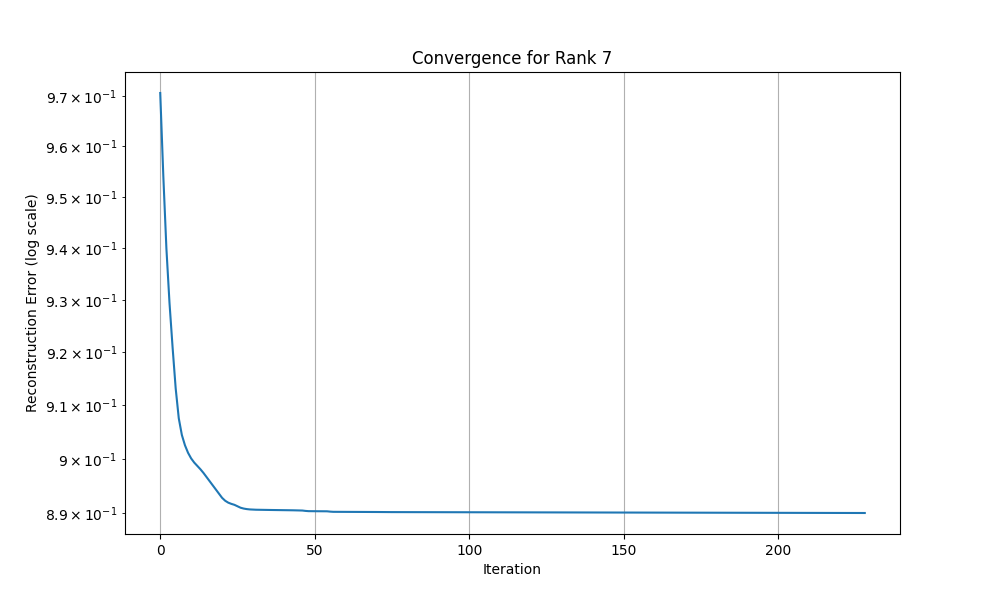 Convergence for Rank 7
Reconstruction Error (log scale)
9.7 × 10⁻¹
9.6 × 10⁻¹
9.5 × 10⁻¹
9.4 × 10⁻¹
9.3 × 10⁻¹
9.2 × 10⁻¹
9.1 × 10⁻¹
9 × 10⁻¹
8.9 × 10⁻¹
0 50 100 150 200
Iteration